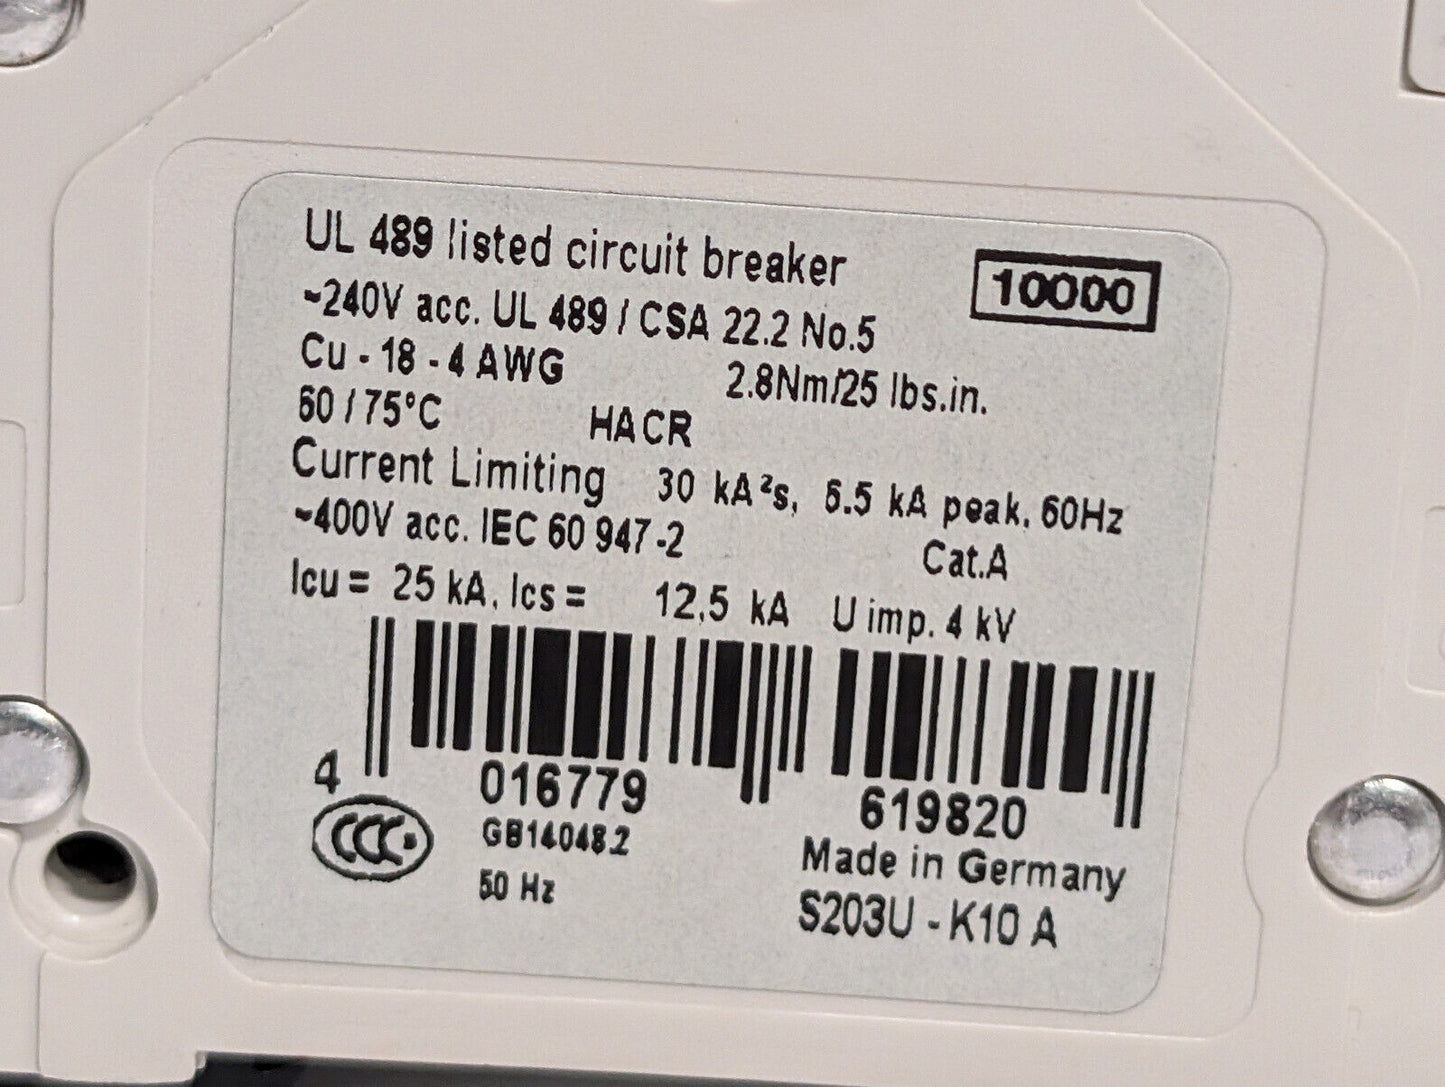 UL 489 listed circuit breaker
10000
~240V acc. UL 489 / CSA 22.2 No.5
Cu - 18 - 4 AWG 2.8Nm/25 lbs.in.
60 / 75°C HACR
Current Limiting 30 kA²s, 6.5 kA peak. 60Hz
~400V acc. IEC 60 947-2 Cat.A
Icu = 25 kA, Ics = 12,5 kA U imp. 4 kV
4 016779 619820
CCC GB14048.2 Made in Germany
50 Hz S203U - K10 A